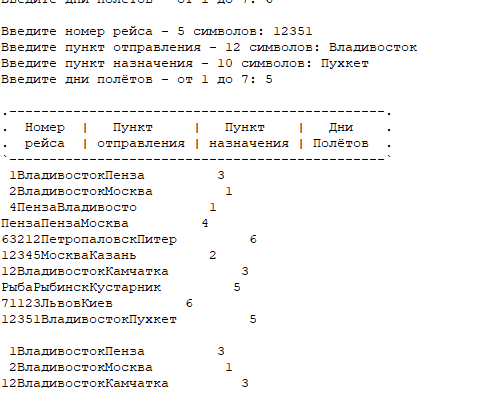 Введите дни полётов - от 1 до 7: 6
Введите номер рейса - 5 символов: 12351
Введите пункт отправления - 12 символов: Владивосток
Введите пункт назначения - 10 символов: Пухкет
Введите дни полётов - от 1 до 7: 5
.-----------------------------------------------.
.  Номер  |   Пункт     |   Пункт    |   Дни    .
.  рейса  | отправления | назначения | Полётов  .
`-----------------------------------------------`
 1ВладивостокПенза         3
 2ВладивостокМосква         1
 4ПензаВладивосто         1
ПензаПензаМосква         4
63212ПетропаловскПитер         6
12345МоскваКазань         2
12ВладивостокКамчатка         3
РыбаРыбинскКустарник         5
71123ЛьвовКиев         6
12351ВладивостокПухкет         5
 1ВладивостокПенза         3
 2ВладивостокМосква         1
12ВладивостокКамчатка         3